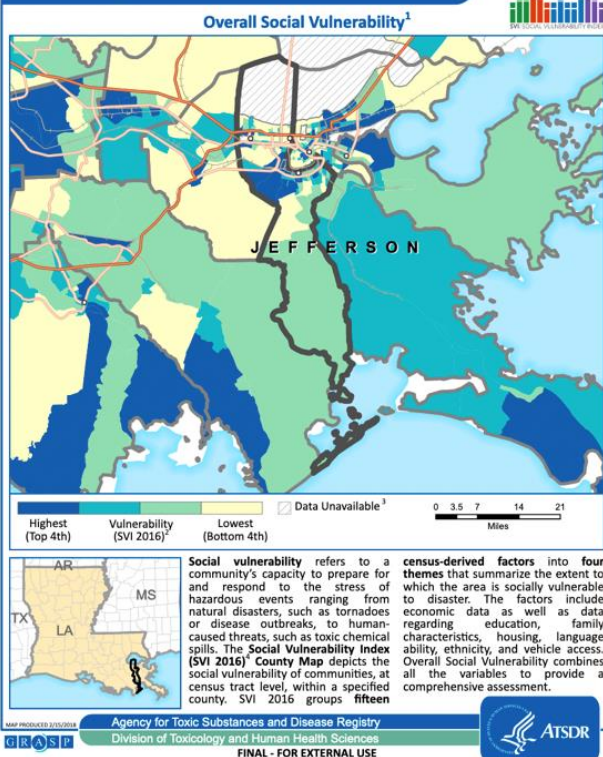 Overall Social Vulnerability¹
SVI SOCIAL VULNERABILITY INDEX
JEFFERSON
Highest
(Top 4th)
Vulnerability
(SVI 2016)²
Lowest
(Bottom 4th)
Data Unavailable³
0 3.5 7 14 21
Miles
AR
MS
TX
LA
Social vulnerability refers to a
community's capacity to prepare for
and respond to the stress of
hazardous events ranging from
natural disasters, such as tornadoes
or disease outbreaks, to human-
caused threats, such as toxic chemical
spills. The Social Vulnerability Index
(SVI 2016)⁴ County Map depicts the
social vulnerability of communities, at
census tract level, within a specified
county. SVI 2016 groups fifteen
census-derived factors into four
themes that summarize the extent to
which the area is socially vulnerable
to disaster. The factors include
economic data as well as data
regarding education, family
characteristics, housing, language
ability, ethnicity, and vehicle access.
Overall Social Vulnerability combines
all the variables to provide a
comprehensive assessment.
MAP PRODUCED 2/15/2018
Agency for Toxic Substances and Disease Registry
GRASP
Division of Toxicology and Human Health Sciences
FINAL - FOR EXTERNAL USE
ATSDR